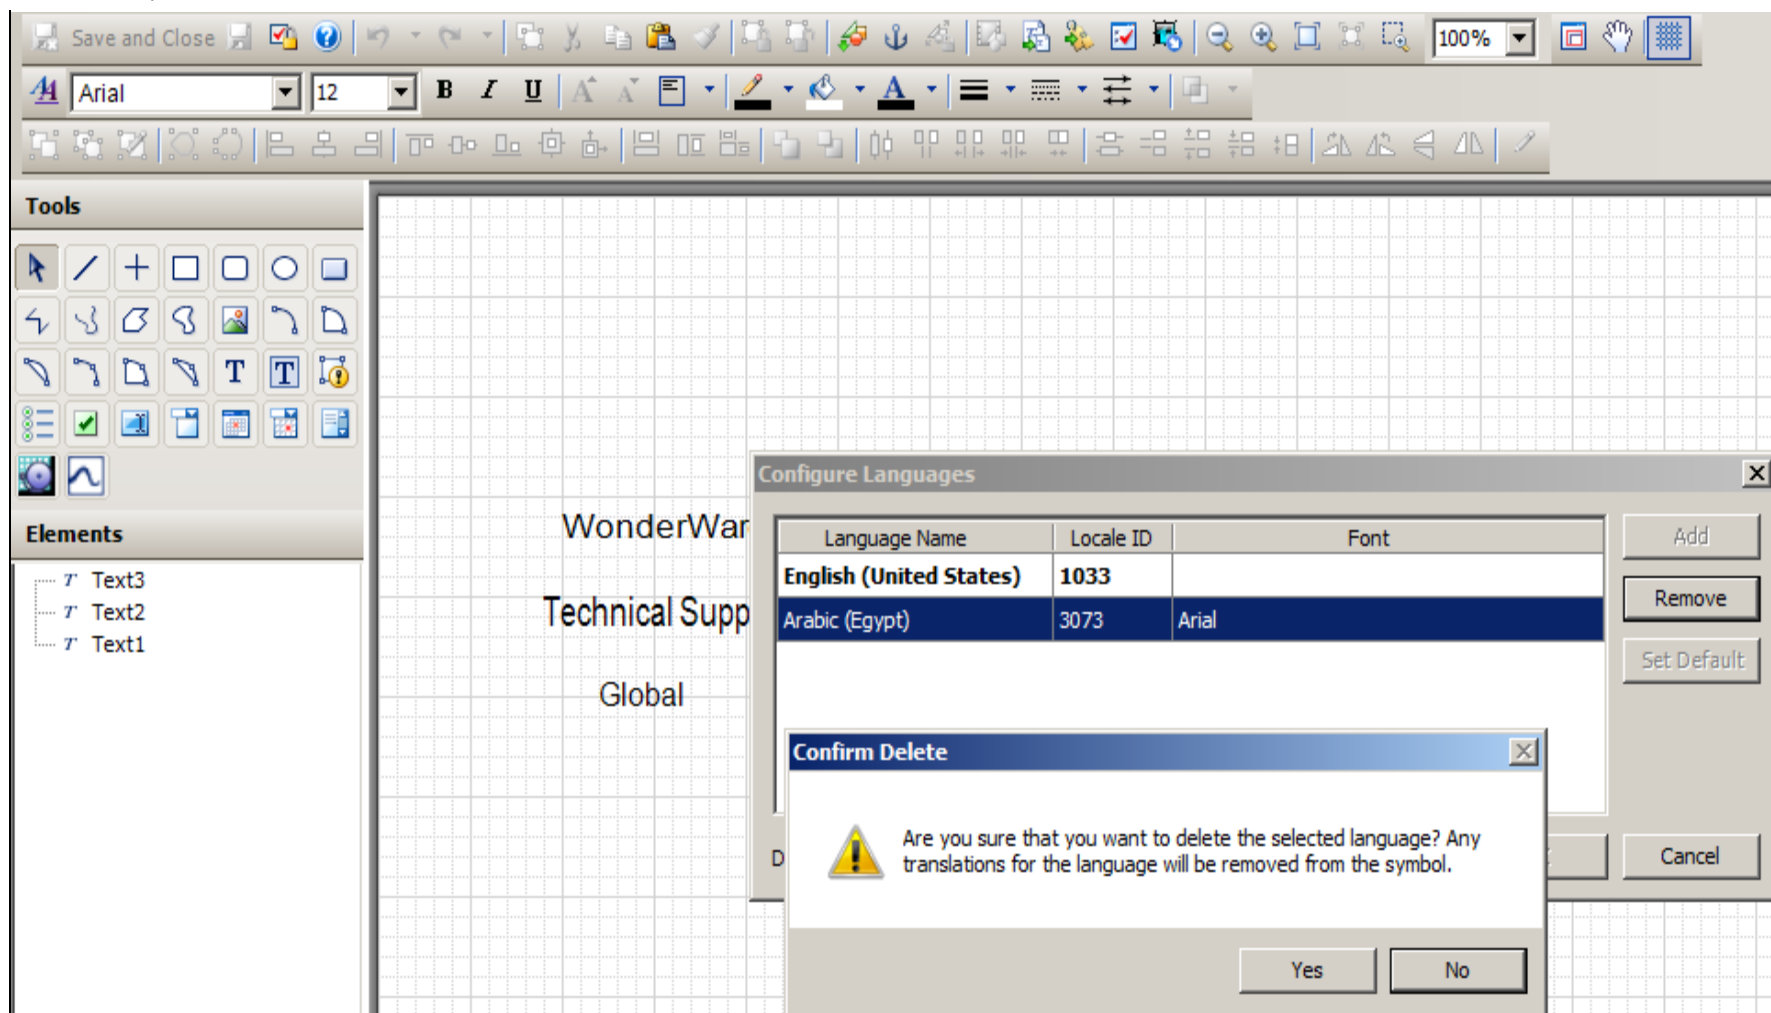 Save and Close
100%
Arial
12
B I U
A A A
Tools
T T
Elements
Text3
Text2
Text1
WonderWar
Technical Supp
Global
Configure Languages
Language Name Locale ID Font
English (United States) 1033
Arabic (Egypt) 3073 Arial
Add
Remove
Set Default
D
Cancel
Confirm Delete
Are you sure that you want to delete the selected language? Any
translations for the language will be removed from the symbol.
Yes No